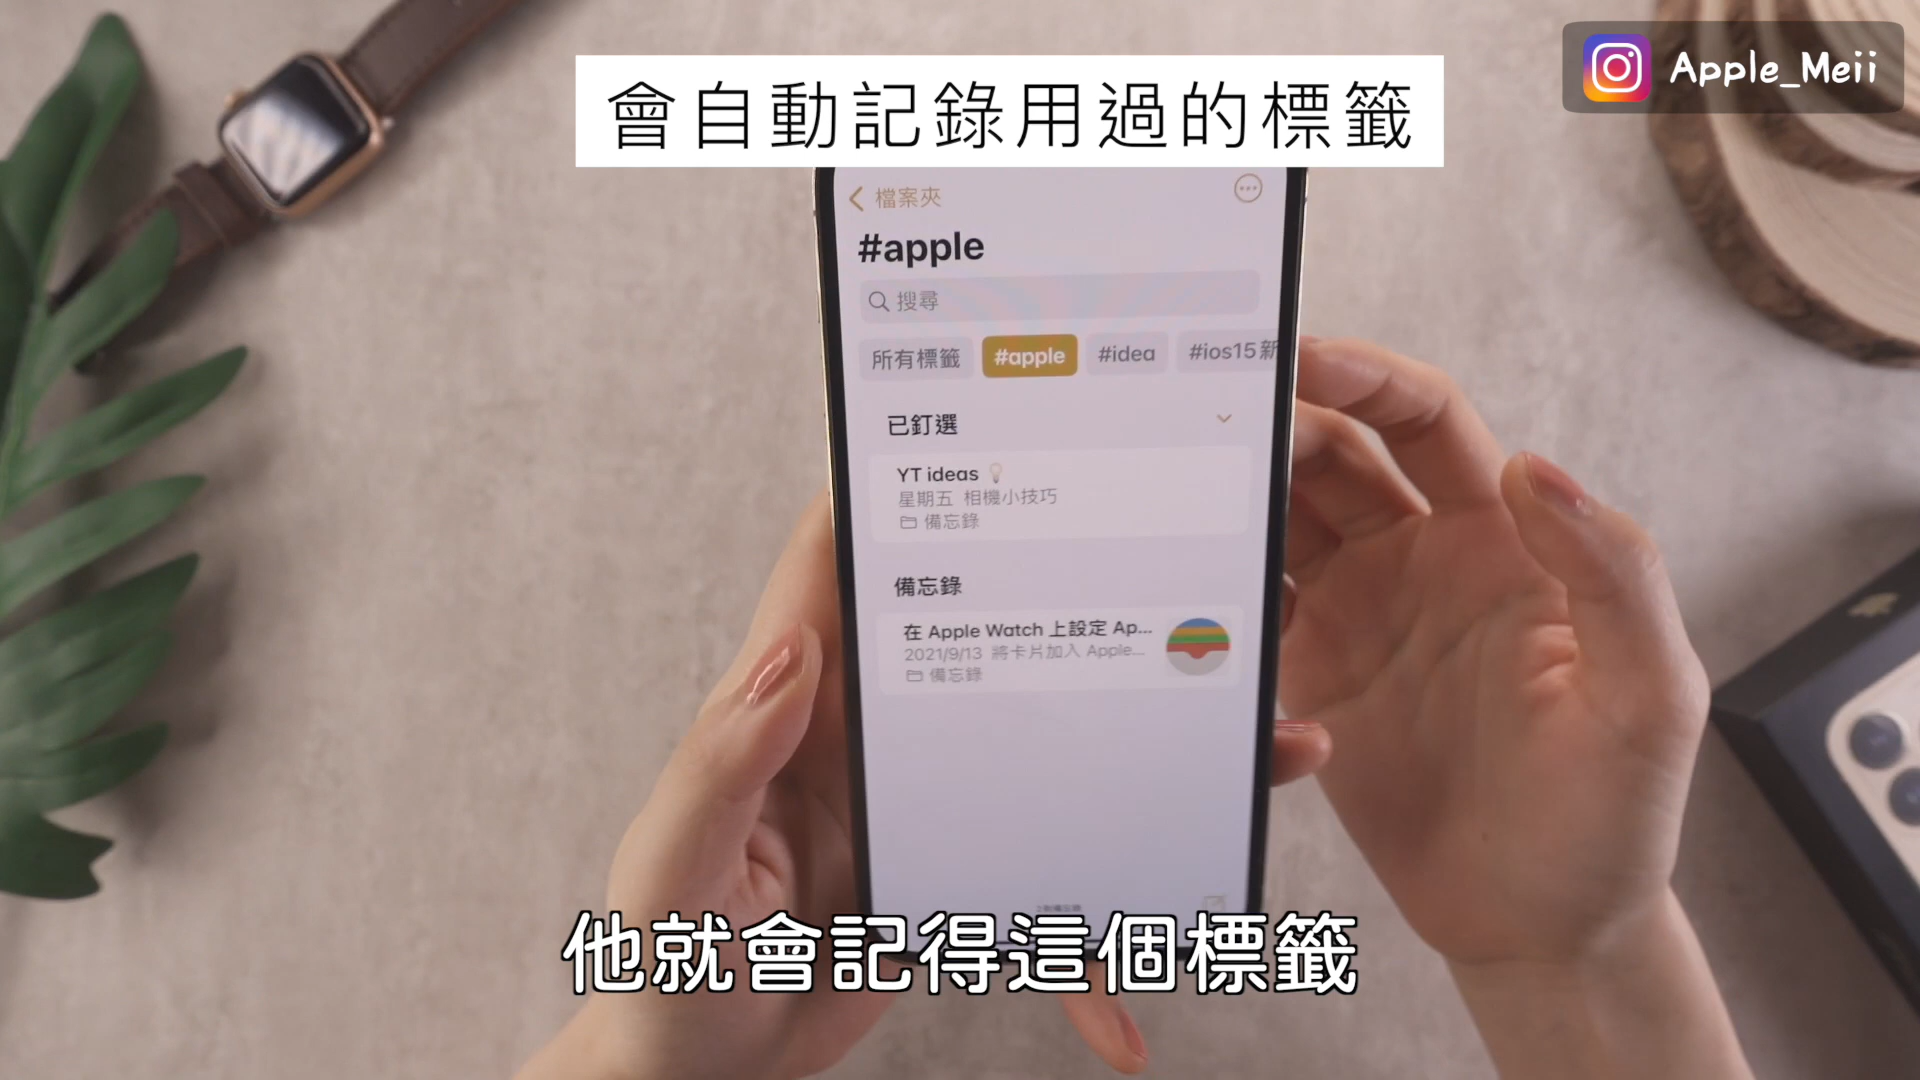 會自動記錄用過的標籤
Apple_Meii
檔案夾
#apple
搜尋
所有標籤 #apple #idea #ios15新
已釘選
YT ideas
星期五 相機小技巧
備忘錄
備忘錄
在 Apple Watch 上設定 Ap...
2021/9/13 將卡片加入 Apple...
備忘錄
他就會記得這個標籤